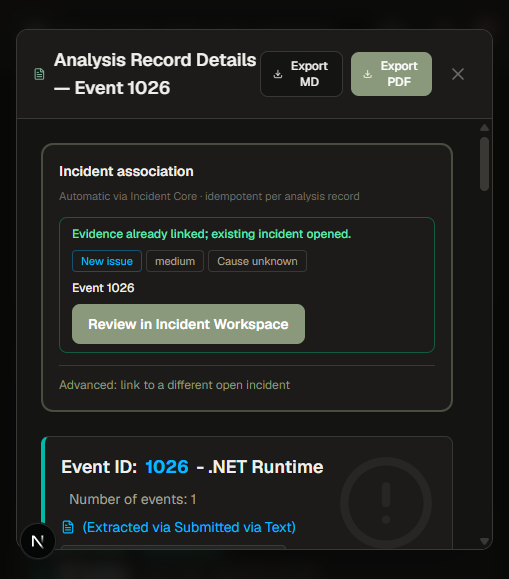 Analysis Record Details
— Event 1026
Export
MD
Export
PDF
Incident association
Automatic via Incident Core · idempotent per analysis record
Evidence already linked; existing incident opened.
New issue
medium
Cause unknown
Event 1026
Review in Incident Workspace
Advanced: link to a different open incident
Event ID: 1026 - .NET Runtime
Number of events: 1
(Extracted via Submitted via Text)
N